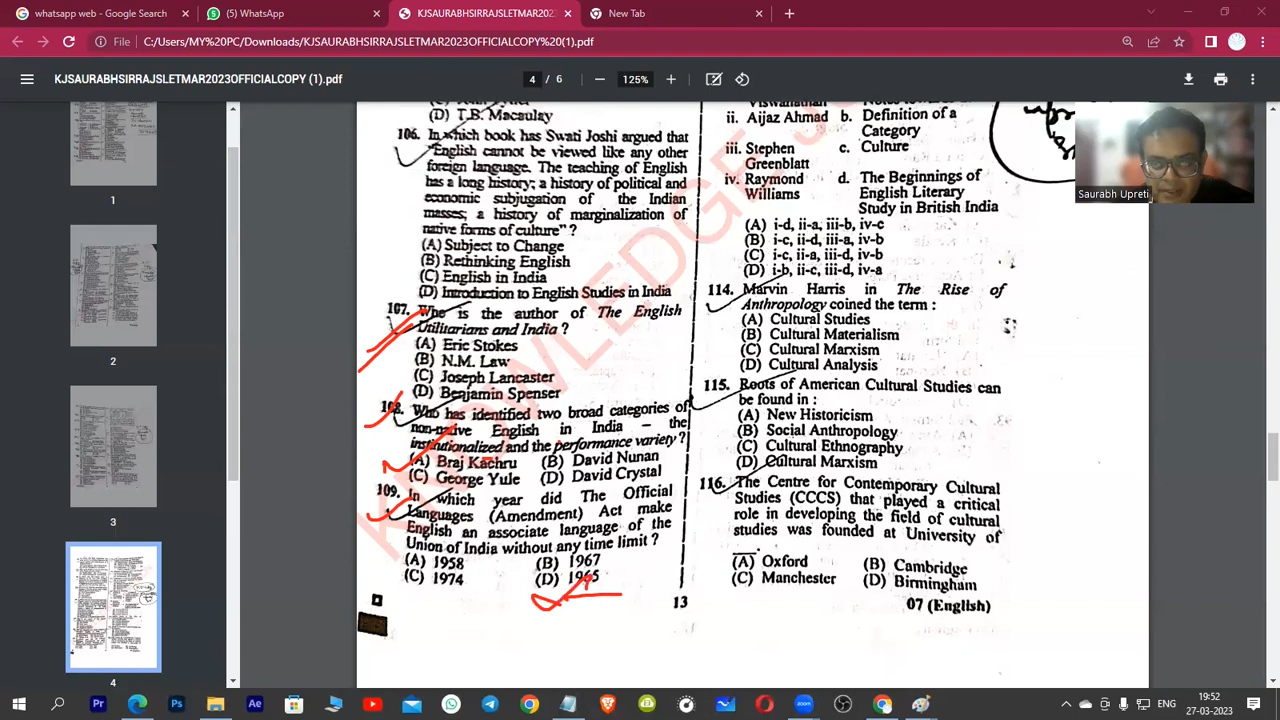 whatsapp web - Google Search
(5) WhatsApp
KJSAURABHSIRRAJSLETMAR2023
New Tab
File
C:/Users/MY%20PC/Downloads/KJSAURABHSIRRAJSLETMAR2023OFFICIALCOPY%20(1).pdf
KJSAURABHSIRRAJSLETMAR2023OFFICIALCOPY (1).pdf
4 / 6
125%
1
2
3
4
(D) T.B. Macaulay
106. In which book has Swati Joshi argued that
"English cannot be viewed like any other
foreign language. The teaching of English
has a long history; a history of political and
economic subjugation of the Indian
masses; a history of marginalization of
native forms of culture" ?
(A) Subject to Change
(B) Rethinking English
(C) English in India
(D) Introduction to English Studies in India
107. Who is the author of The English
Utilitarians and India ?
(A) Eric Stokes
(B) N.M. Law
(C) Joseph Lancaster
(D) Benjamin Spenser
108. Who has identified two broad categories of
non-native English in India – the
institutionalized and the performance variety ?
(A) Braj Kachru (B) David Nunan
(C) George Yule (D) David Crystal
109. In which year did The Official
Languages (Amendment) Act make
English an associate language of the
Union of India without any time limit ?
(A) 1958 (B) 1967
(C) 1974 (D) 1965
13
Viswanathan
ii. Aijaz Ahmad b. Definition of a
Category
iii. Stephen c. Culture
Greenblatt
iv. Raymond d. The Beginnings of
Williams English Literary
Study in British India
(A) i-d, ii-a, iii-b, iv-c
(B) i-c, ii-d, iii-a, iv-b
(C) i-c, ii-a, iii-d, iv-b
(D) i-b, ii-c, iii-d, iv-a
114. Marvin Harris in The Rise of
Anthropology coined the term :
(A) Cultural Studies
(B) Cultural Materialism
(C) Cultural Marxism
(D) Cultural Analysis
115. Roots of American Cultural Studies can
be found in :
(A) New Historicism
(B) Social Anthropology
(C) Cultural Ethnography
(D) Cultural Marxism
116. The Centre for Contemporary Cultural
Studies (CCCS) that played a critical
role in developing the field of cultural
studies was founded at University of
(A) Oxford (B) Cambridge
(C) Manchester (D) Birmingham
07 (English)
KNOWLEDGE
Saurabh Upreti
Pr
Ps
Ae
zoom
ENG
19:52
27-03-2023